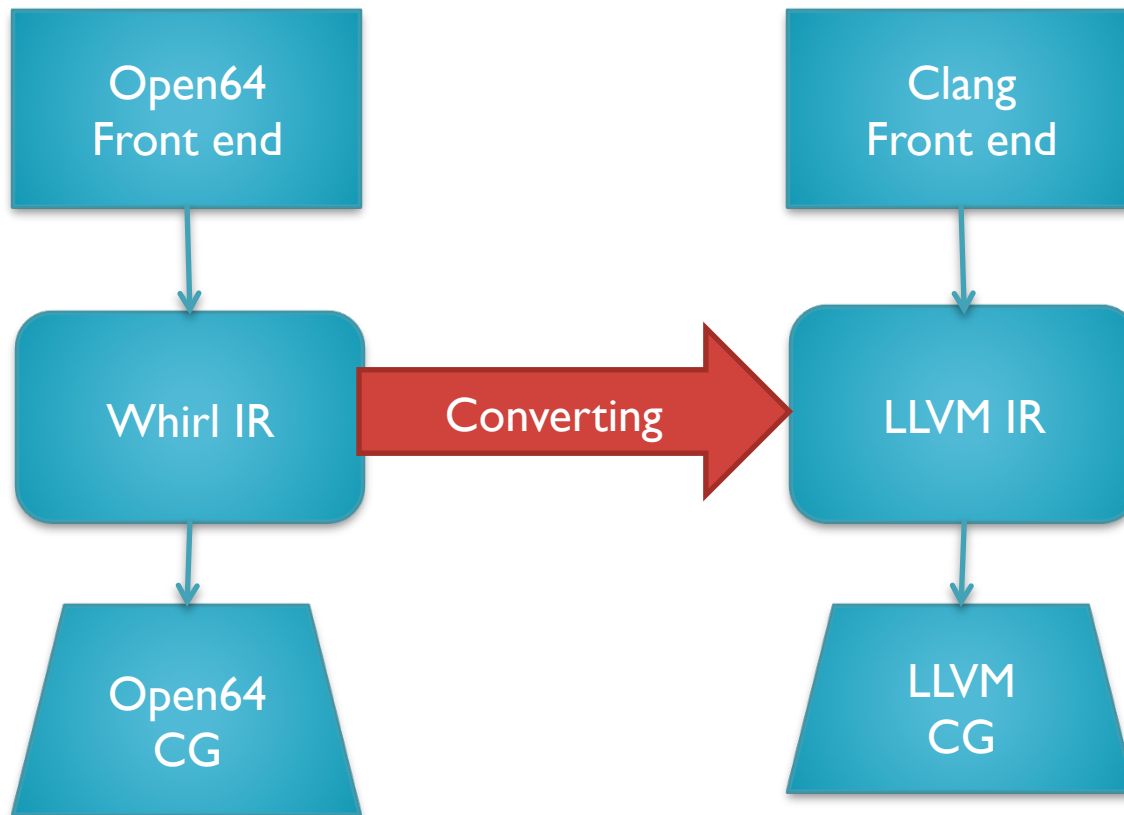 Open64
Front end
Clang
Front end
Whirl IR
Converting
LLVM IR
Open64
CG
LLVM
CG